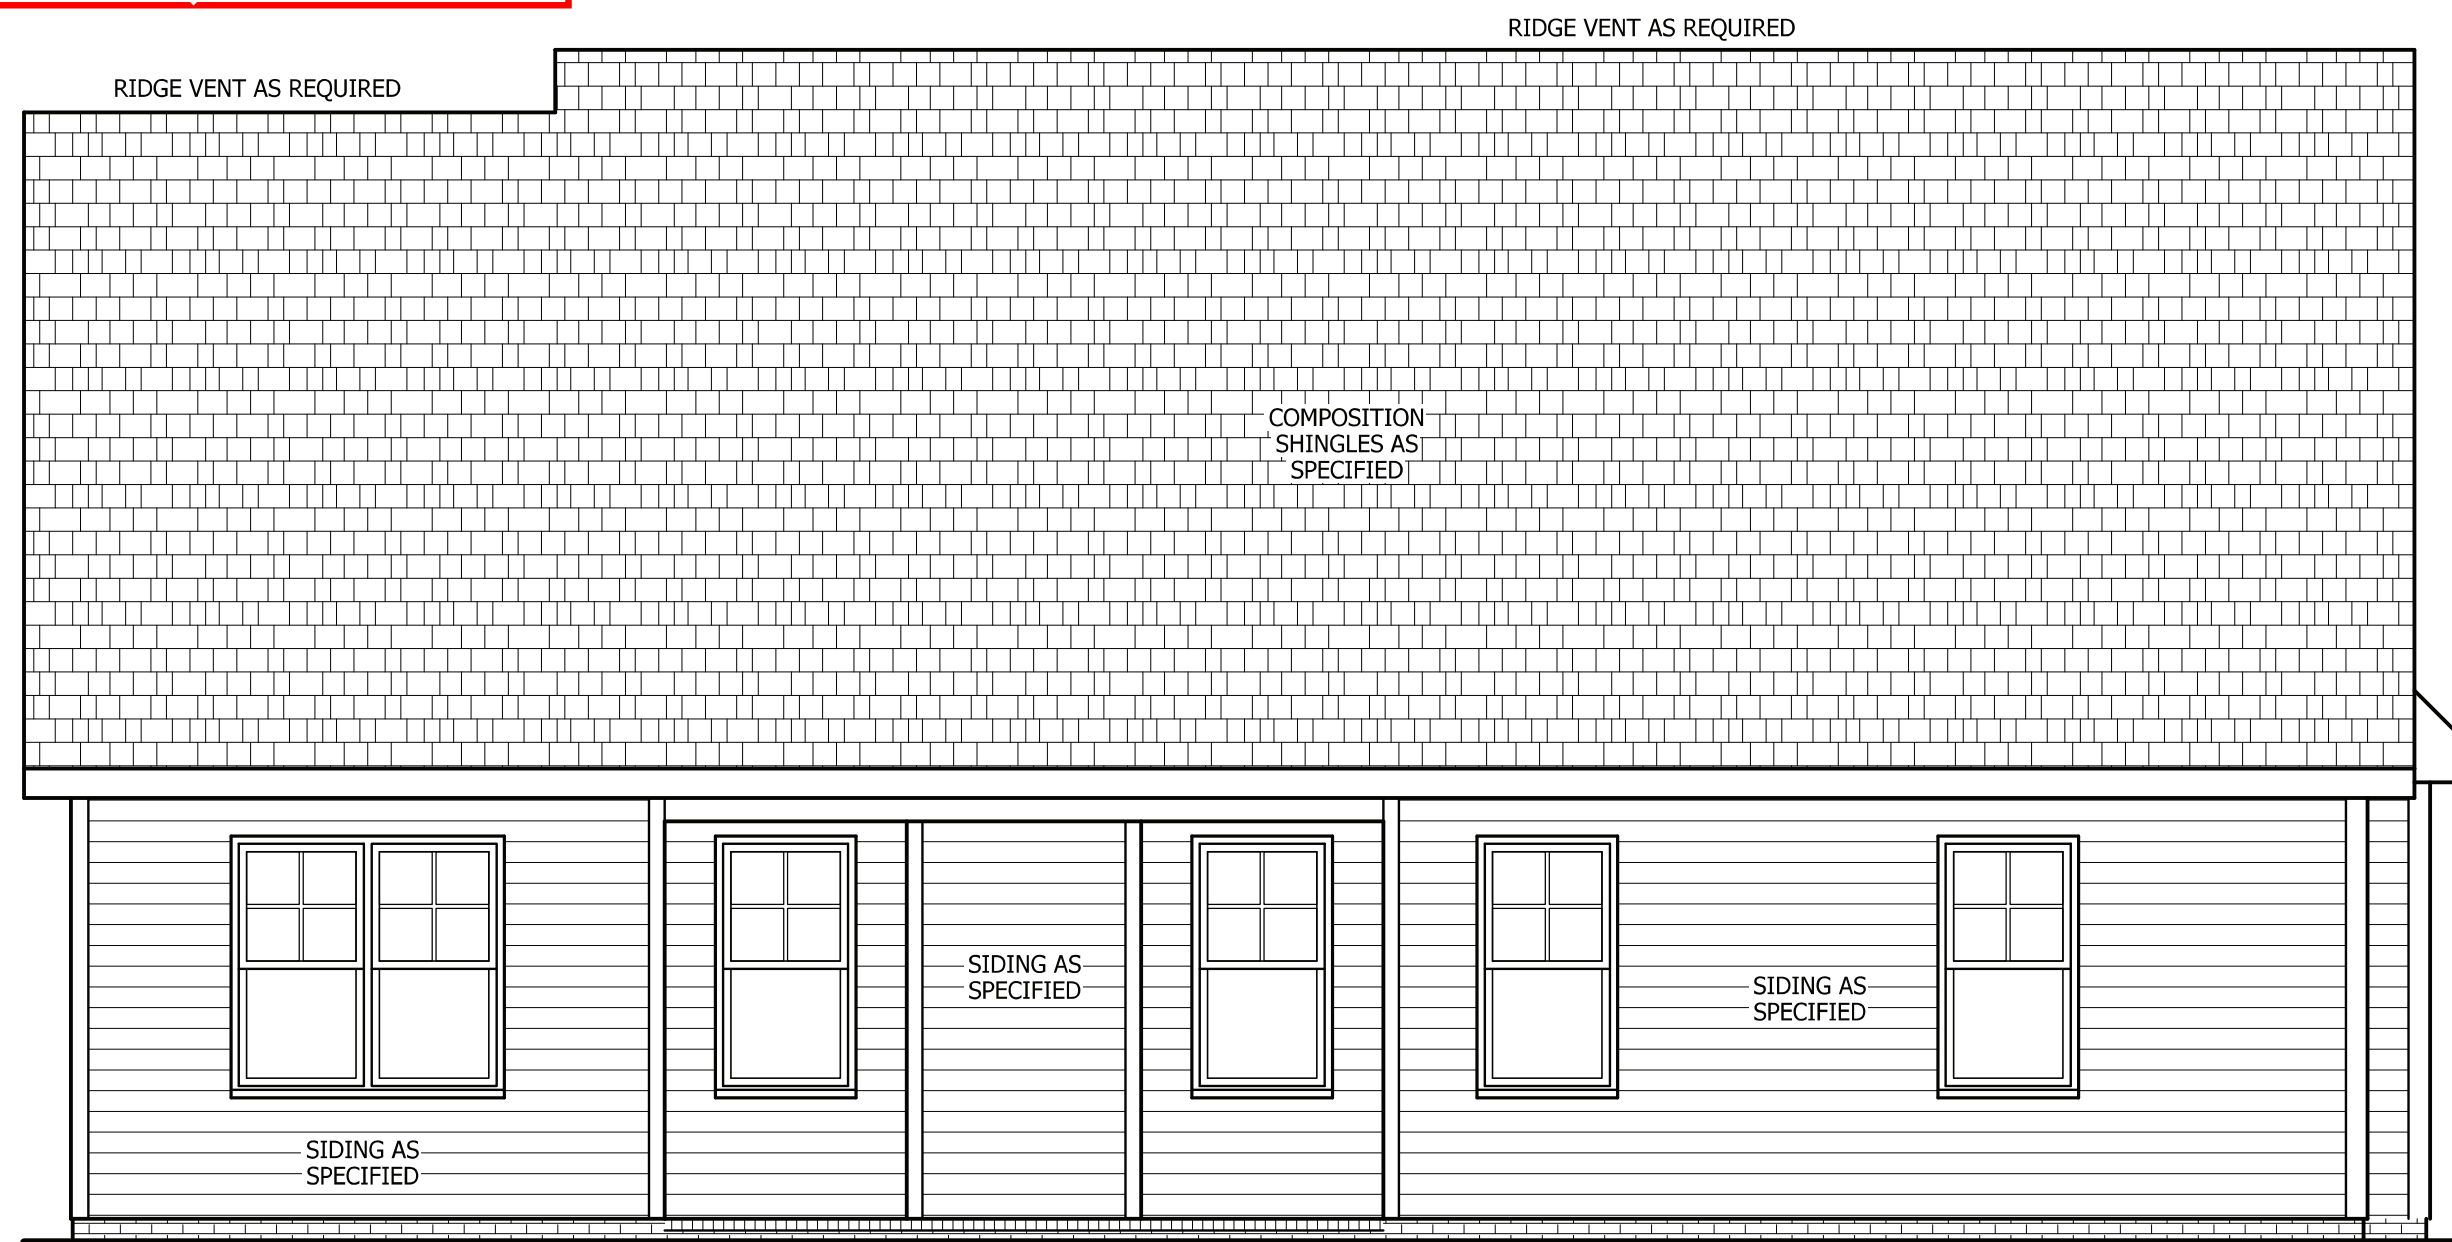 RIDGE VENT AS REQUIRED
RIDGE VENT AS REQUIRED
COMPOSITION
SHINGLES AS
SPECIFIED
SIDING AS
SPECIFIED
SIDING AS
SPECIFIED
SIDING AS
SPECIFIED